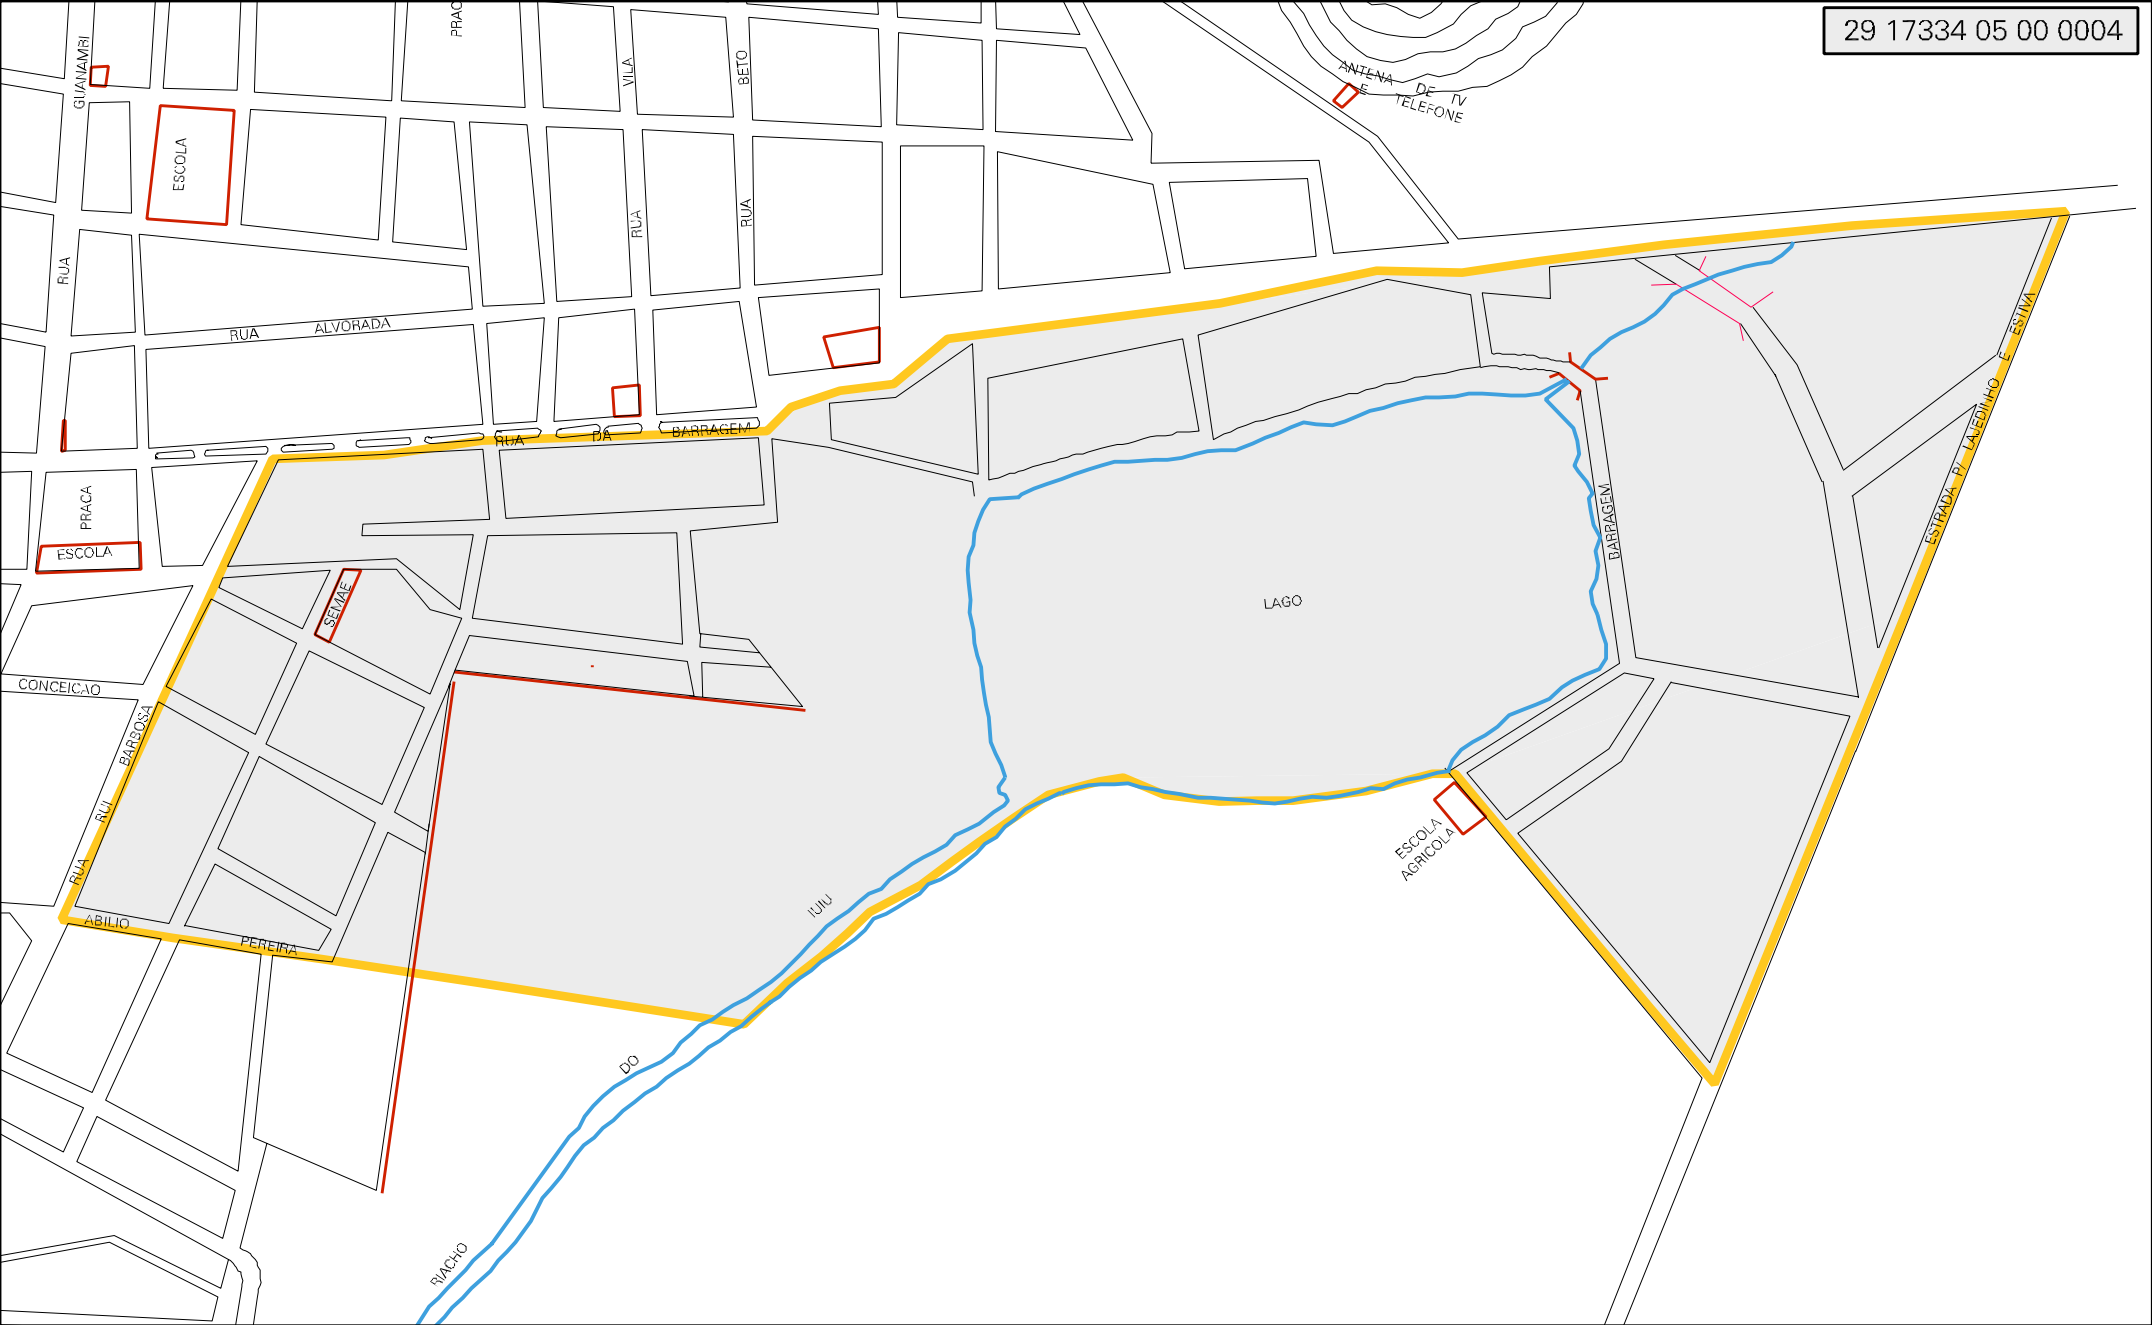 29 17334 05 00 0004
PRAC
GUANAMBI
VILA
BETO
ANTENA DE TV
E TELEFONE
ESCOLA
RUA
RUA
RUA
RUA ALVORADA
ESTRADA P/ LAJEDINHO E ESTIVA
RUA DA BARRAGEM
PRACA
ESCOLA
BARRAGEM
SEMAE
LAGO
CONCEICAO
RUA RUI BARBOSA
ESCOLA
AGRICOLA
ABILIO PEREIRA
RIACHO DO IUIU